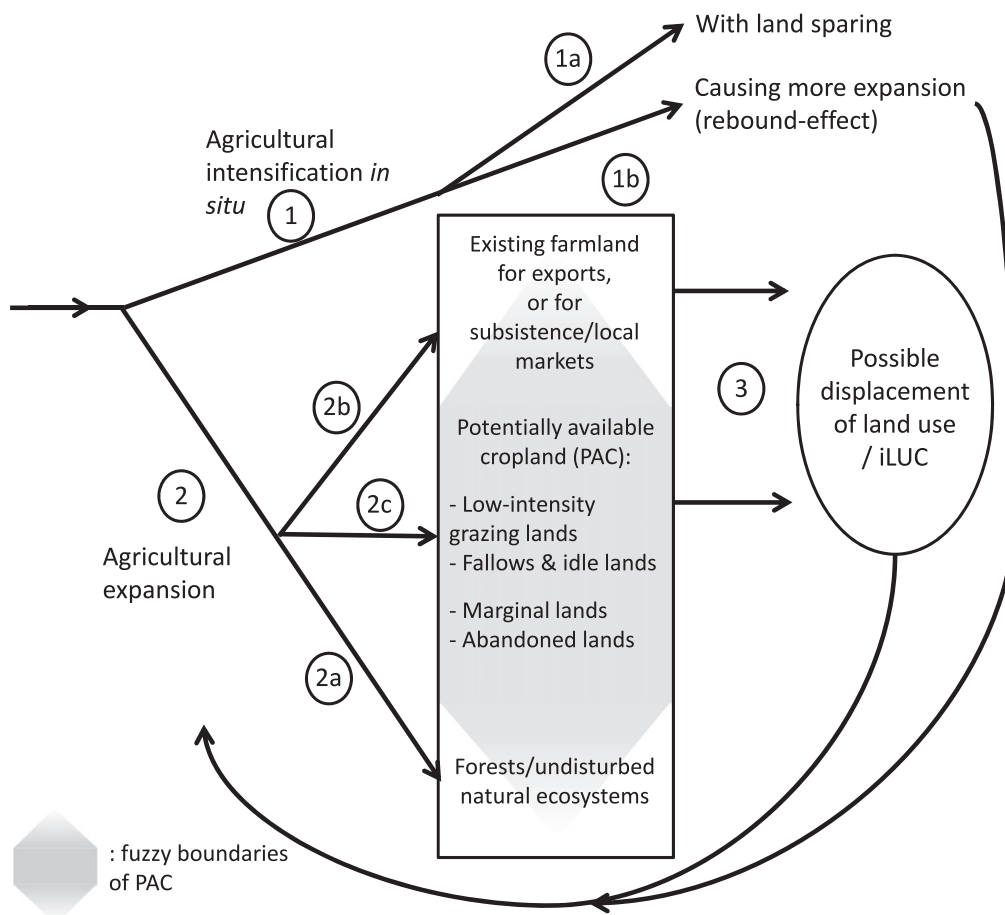 With land sparing
1a
Causing more expansion
(rebound-effect)
Agricultural
intensification in
situ
1
1b
Existing farmland
for exports,
or for
subsistence/local
markets
2b
3
Possible
displacement
of land use
/ iLUC
Potentially available
cropland (PAC):
2
2c
- Low-intensity
grazing lands
- Fallows & idle lands
Agricultural
expansion
- Marginal lands
- Abandoned lands
2a
Forests/undisturbed
natural ecosystems
: fuzzy boundaries
of PAC